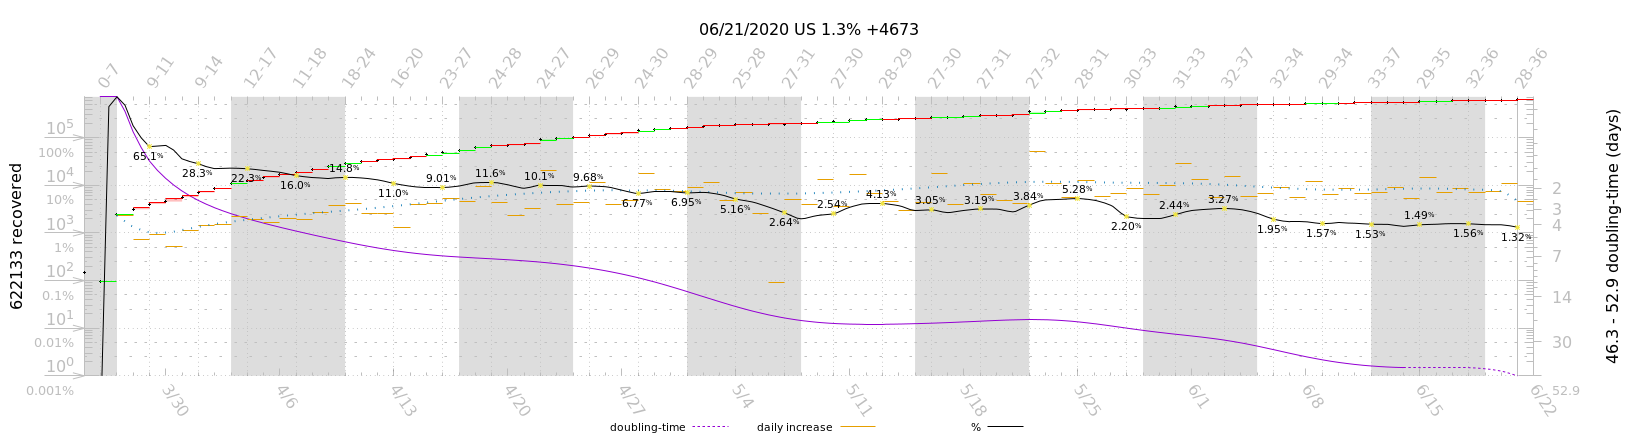 06/21/2020 US 1.3% +4673
0-7 9-11 9-14 12-17 11-18 18-24 16-20 23-27 24-28 24-27 26-29 24-30 28-29 25-28 27-31 27-30 28-29 27-30 27-31 27-32 28-31 30-33 31-35 32-37 32-34 29-34 33-37 29-35 32-36 28-36
622133 recovered
10⁵
100%
10⁴
10%
10³
1%
10²
0.1%
10¹
0.01%
10⁰
0.001%
65.1% 28.3% 22.3% 16.0% 14.8% 11.0% 9.01% 11.6% 10.1% 9.68% 6.77% 6.95% 5.16% 2.64% 2.54% 4.13% 3.05% 3.19% 3.84% 5.28% 2.20% 2.44% 3.27% 1.95% 1.57% 1.53% 1.49% 1.56% 1.32%
2
3
4
7
14
30
52.9
46.3 - 52.9 doubling-time (days)
3/30 4/6 4/13 4/20 4/27 5/4 5/11 5/18 5/25 6/1 6/8 6/15 6/22
doubling-time daily increase %